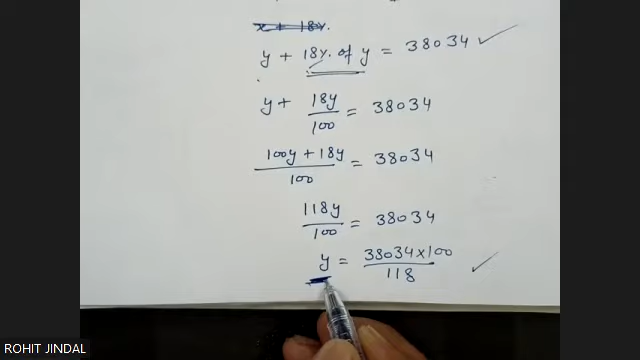 x + 18%.
y + 18% of y = 38034 ✓
y + 18y/100 = 38034
100y + 18y/100 = 38034
118y/100 = 38034
y = 38034×100/118 ✓
ROHIT JINDAL